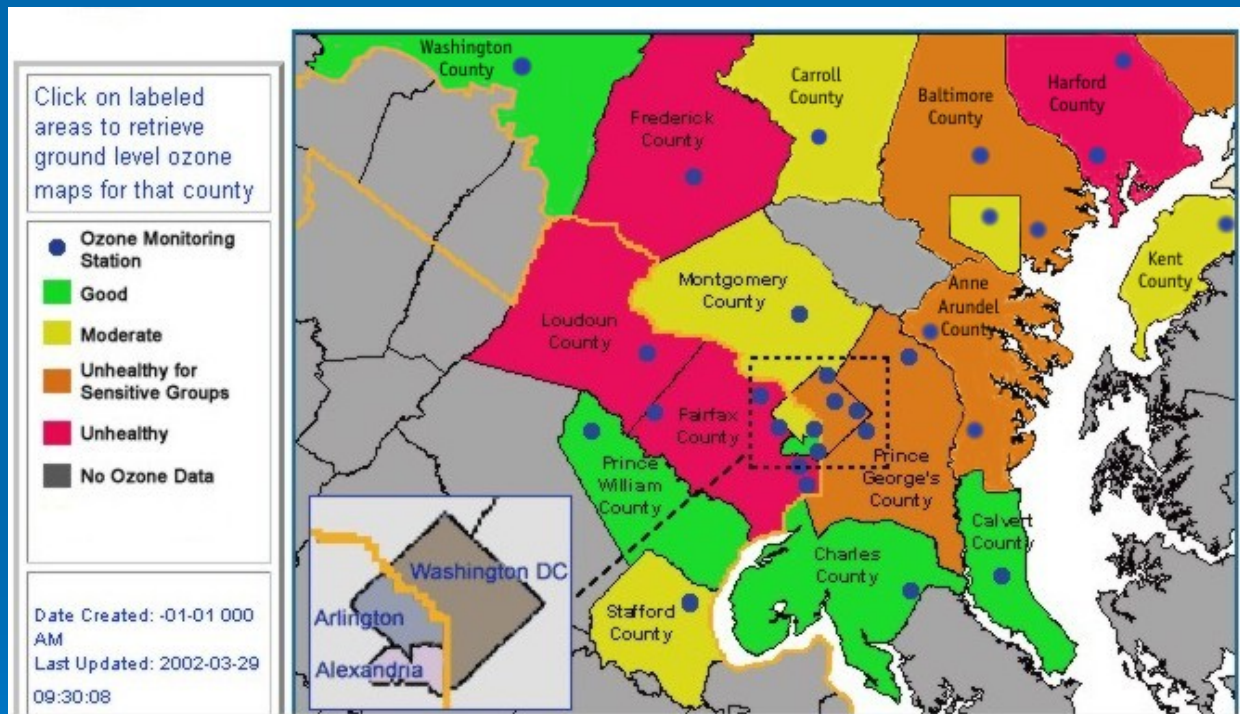 Click on labeled
areas to retrieve
ground level ozone
maps for that county
Ozone Monitoring
Station
Good
Moderate
Unhealthy for
Sensitive Groups
Unhealthy
No Ozone Data
Date Created: -01-01 000
AM
Last Updated: 2002-03-29
09:30:08
Washington
County
Frederick
County
Carroll
County
Baltimore
County
Harford
County
Kent
County
Montgomery
County
Anne
Arundel
County
Loudoun
County
Fairfax
County
Prince
George's
County
Prince
William
County
Calvert
County
Charles
County
Stafford
County
Washington DC
Arlington
Alexandria